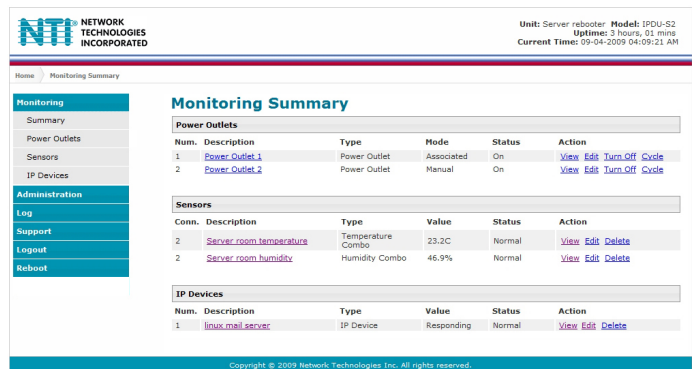 NTI ® NETWORK
TECHNOLOGIES
INCORPORATED
Unit: Server rebooter Model: IPDU-S2
Uptime: 3 hours, 01 mins
Current Time: 09-04-2009 04:09:21 AM
Home Monitoring Summary
Monitoring
Summary
Power Outlets
Sensors
IP Devices
Administration
Log
Support
Logout
Reboot
Monitoring Summary
Power Outlets
Num. Description Type Mode Status Action
1 Power Outlet 1 Power Outlet Associated On View Edit Turn Off Cycle
2 Power Outlet 2 Power Outlet Manual On View Edit Turn Off Cycle
Sensors
Conn. Description Type Value Status Action
2 Server room temperature Temperature Combo 23.2C Normal View Edit Delete
2 Server room humidity Humidity Combo 46.9% Normal View Edit Delete
IP Devices
Num. Description Type Value Status Action
1 linux mail server IP Device Responding Normal View Edit Delete
Copyright © 2009 Network Technologies Inc. All rights reserved.